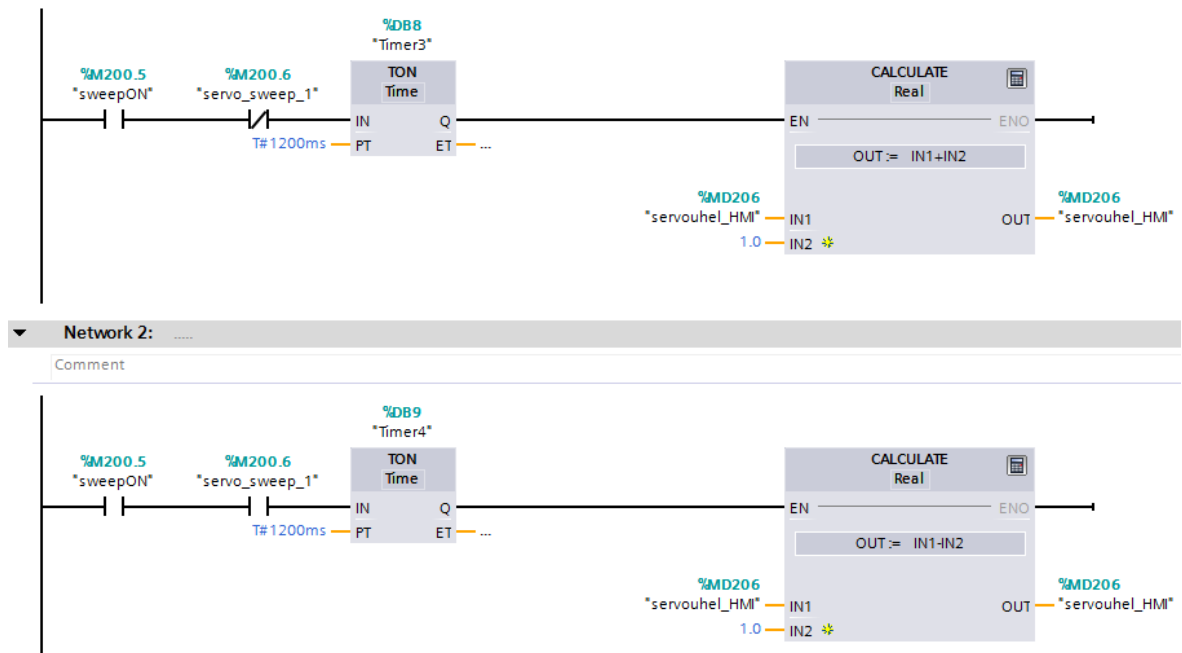 %DB8
"Timer3"
%M200.5 %M200.6 TON CALCULATE
"sweepON" "servo_sweep_1" Time Real
IN Q EN ENO
T#1200ms PT ET ...
OUT := IN1+IN2
%MD206 %MD206
"servouhel_HMI" IN1 OUT "servouhel_HMI"
1.0 IN2
Network 2: .....
Comment
%DB9
"Timer4"
%M200.5 %M200.6 TON CALCULATE
"sweepON" "servo_sweep_1" Time Real
IN Q EN ENO
T#1200ms PT ET ...
OUT := IN1-IN2
%MD206 %MD206
"servouhel_HMI" IN1 OUT "servouhel_HMI"
1.0 IN2